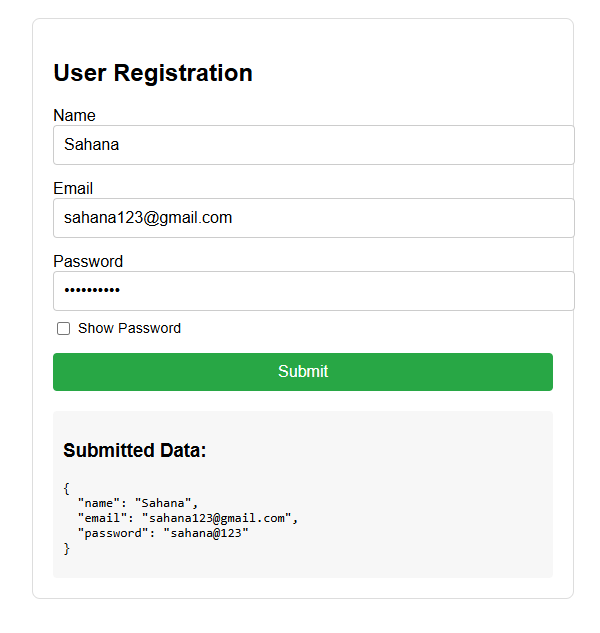 User Registration
Name
Sahana
Email
sahana123@gmail.com
Password
••••••••••
Show Password
Submit
Submitted Data:
{
  "name": "Sahana",
  "email": "sahana123@gmail.com",
  "password": "sahana@123"
}